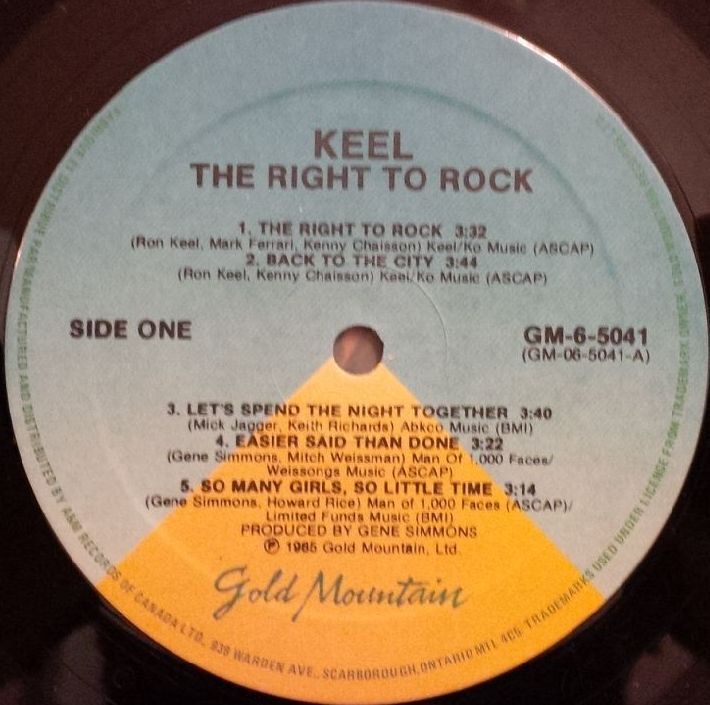 KEEL
THE RIGHT TO ROCK
1. THE RIGHT TO ROCK 3:32
(Ron Keel, Mark Ferrari, Kenny Chaisson) Keel/Ko Music (ASCAP)
2. BACK TO THE CITY 3:44
(Ron Keel, Kenny Chaisson) Keel/Ko Music (ASCAP)
SIDE ONE
GM-6-5041
(GM-06-5041-A)
3. LET'S SPEND THE NIGHT TOGETHER 3:40
(Mick Jagger, Keith Richards) Abkco Music (BMI)
4. EASIER SAID THAN DONE 3:22
(Gene Simmons, Mitch Weissman) Man Of 1,000 Faces/
Weissongs Music (ASCAP)
5. SO MANY GIRLS, SO LITTLE TIME 3:14
(Gene Simmons, Howard Rice) Man of 1,000 Faces (ASCAP)/
Limited Funds Music (BMI)
PRODUCED BY GENE SIMMONS
℗ 1985 Gold Mountain, Ltd.
Gold Mountain
MANUFACTURED AND DISTRIBUTED BY A&M RECORDS OF CANADA LTD., 939 WARDEN AVE., SCARBOROUGH, ONTARIO M1L 4C5. TRADEMARKS USED UNDER LICENSE FROM TRADEMARK OWNER,